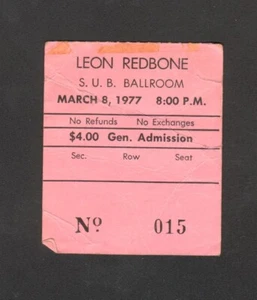 LEON REDBONE
S. U. B. BALLROOM
MARCH 8, 1977 8:00 P.M.
No Refunds No Exchanges
$4.00 Gen. Admission
Sec. Row Seat
Nº 015